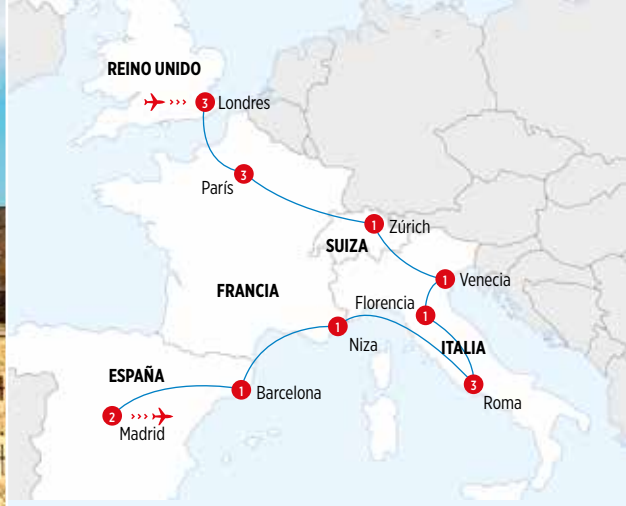 REINO UNIDO
3 Londres
3
París
1 Zúrich
SUIZA
1 Venecia
FRANCIA
Florencia
1
1
Niza
ITALIA
ESPAÑA
1 Barcelona
3
Roma
2
Madrid